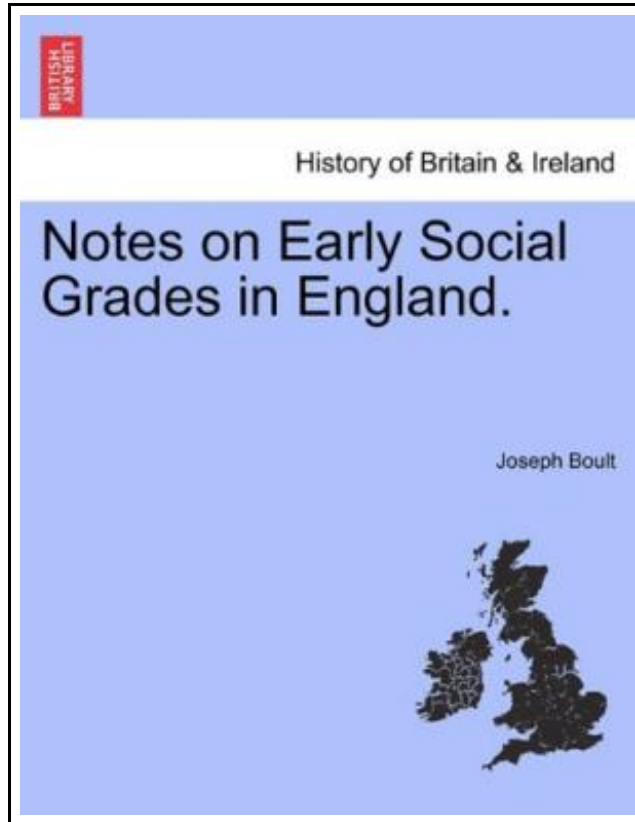 BRITISH
LIBRARY
History of Britain & Ireland
Notes on Early Social
Grades in England.
Joseph Boult